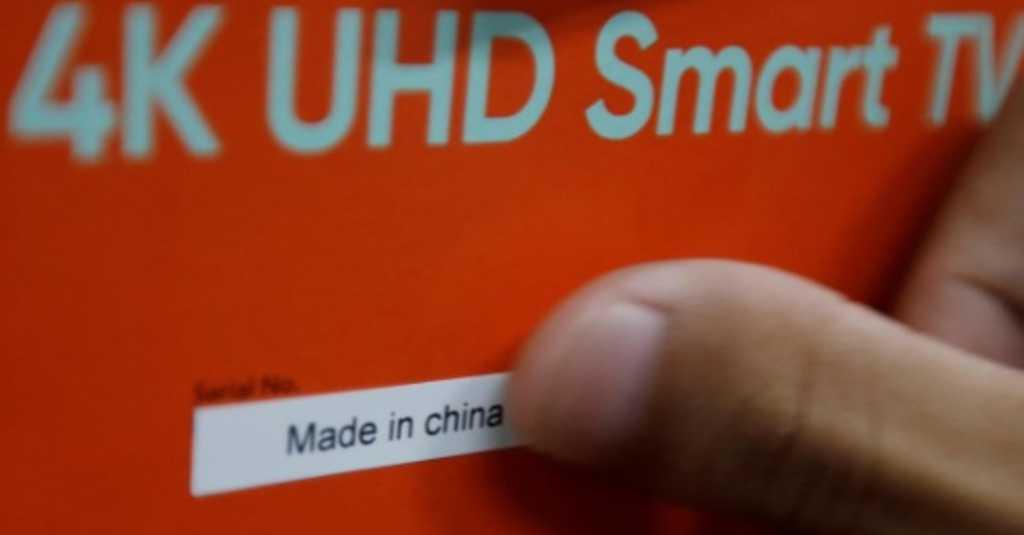 4K UHD Smart TV
Serial No.
Made in china